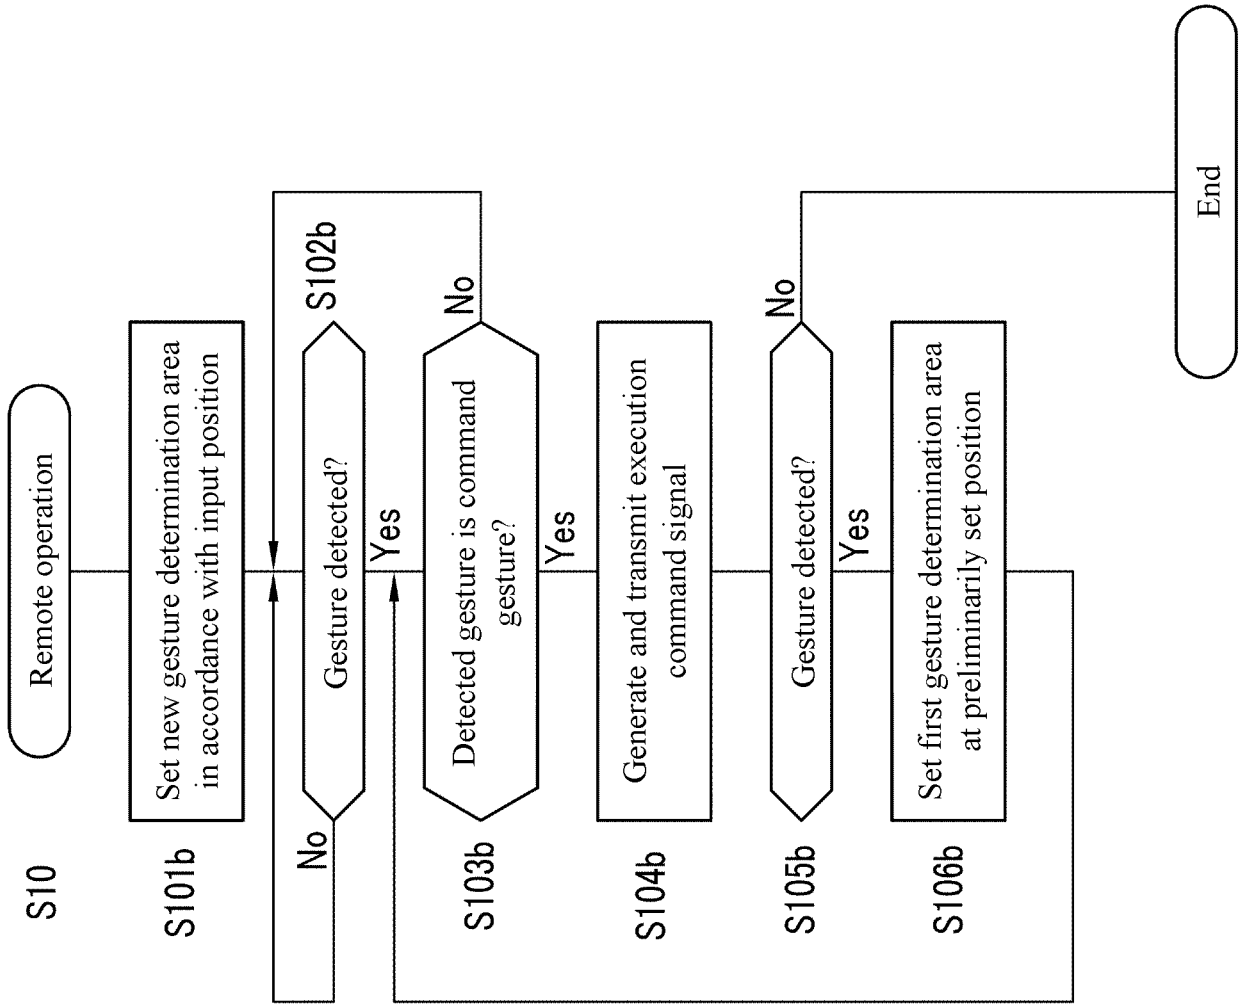 S10
Remote operation
S101b
Set new gesture determination area
in accordance with input position
Gesture detected?
S102b
No
Yes
S103b
Detected gesture is command
gesture?
No
Yes
S104b
Generate and transmit execution
command signal
S105b
Gesture detected?
No
Yes
S106b
Set first gesture determination area
at preliminarily set position
End